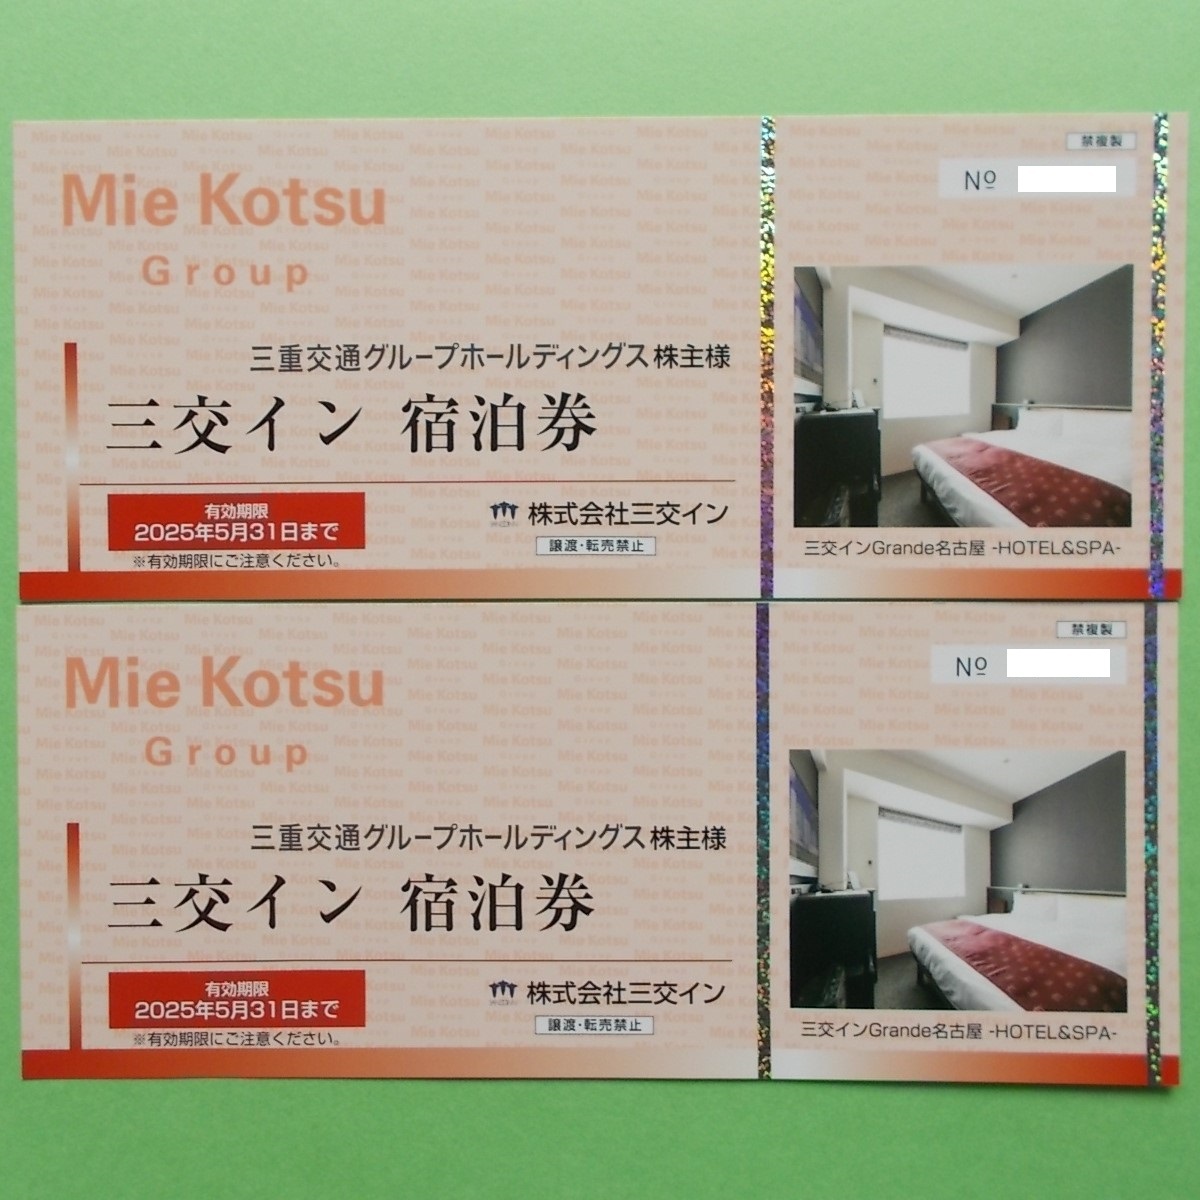 Mie Kotsu
Group
三重交通グループホールディングス株主様
三交イン 宿泊券
有効期限
2025年5月31日まで
※有効期限にご注意ください。
株式会社三交イン
譲渡・転売禁止
禁複製
Nº
三交インGrande名古屋 -HOTEL&SPA-
Mie Kotsu
Group
三重交通グループホールディングス株主様
三交イン 宿泊券
有効期限
2025年5月31日まで
※有効期限にご注意ください。
株式会社三交イン
譲渡・転売禁止
禁複製
Nº
三交インGrande名古屋 -HOTEL&SPA-